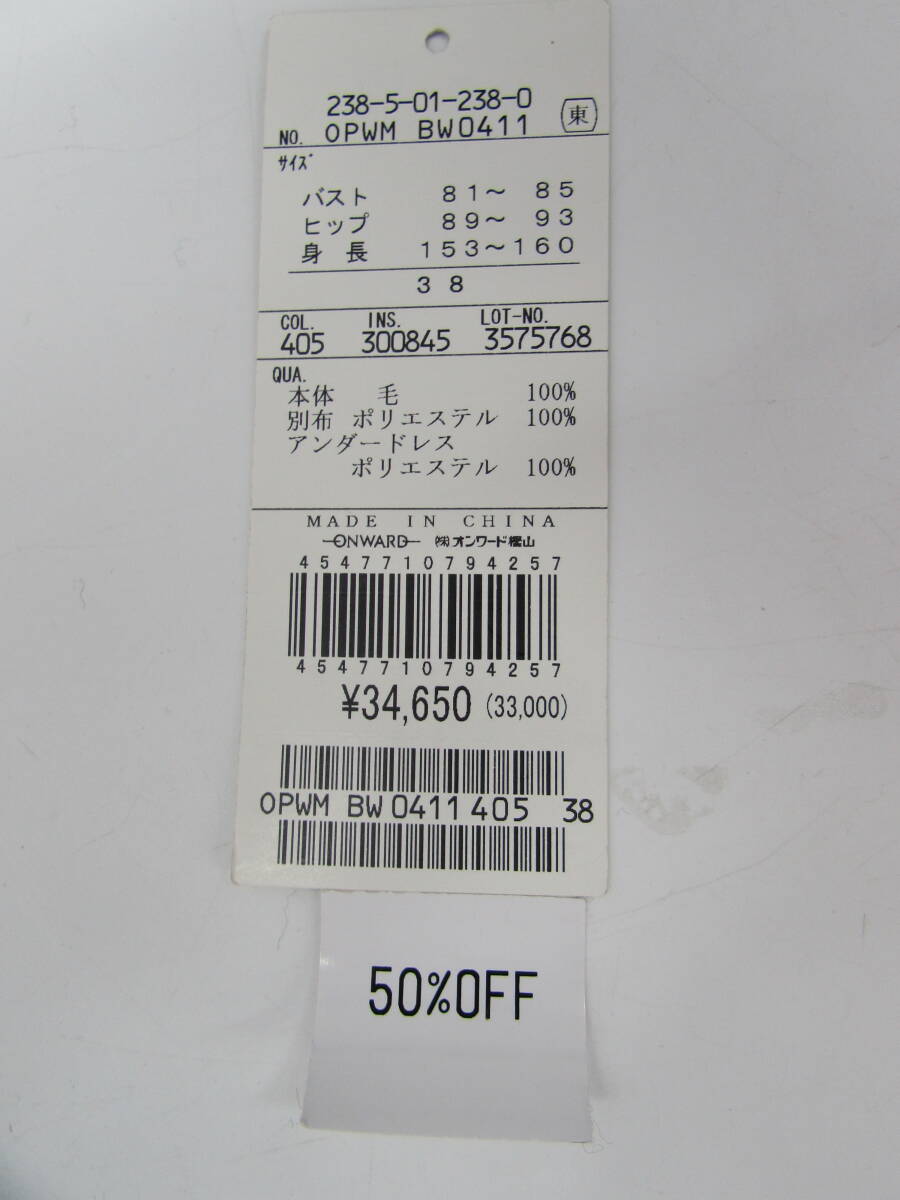 238-5-01-238-0
NO. OPWM BW0411 東
サイズ
バスト 81〜 85
ヒップ 89〜 93
身長 153〜160
38
COL. INS. LOT-NO.
405 300845 3575768
QUA.
本体 毛 100%
別布 ポリエステル 100%
アンダードレス
ポリエステル 100%
MADE IN CHINA
ONWARD ㈱オンワード樫山
4547710794257
4547710794257
¥34,650 (33,000)
OPWM BW0411 405 38
50%OFF